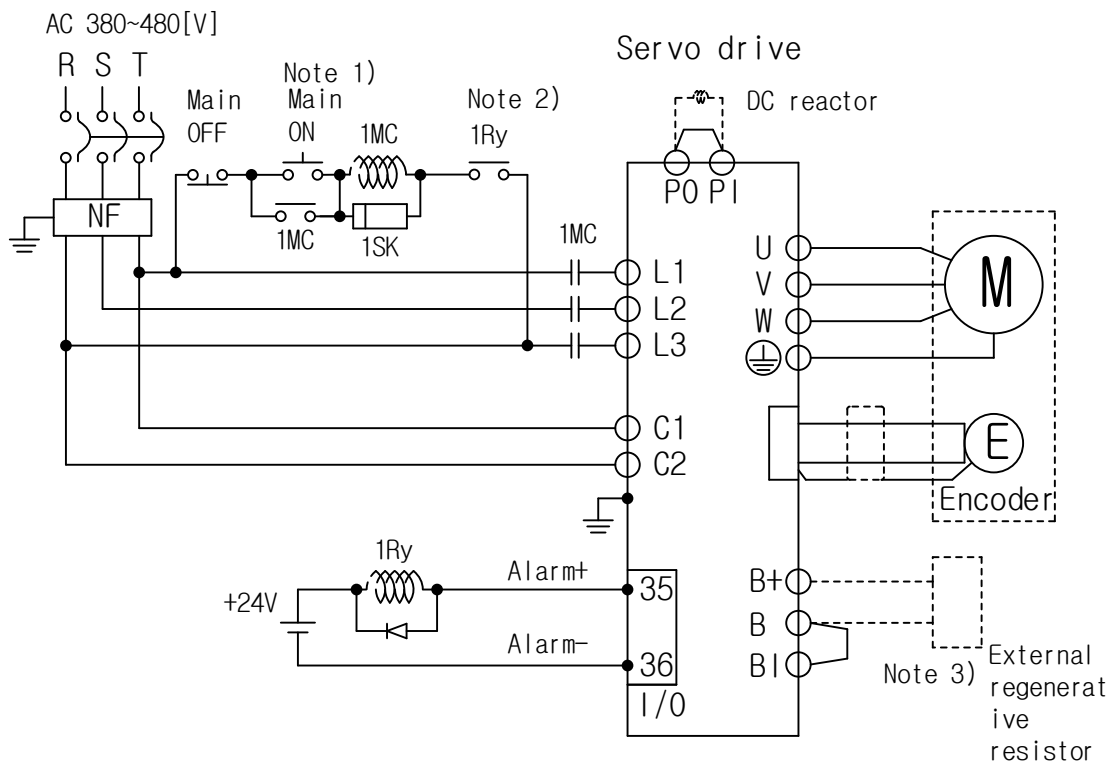 AC 380~480[V]
R S T
Servo drive
Note 1)
Main
OFF
Main
ON
1MC
Note 2)
1Ry
DC reactor
PO PI
NF
1MC
1SK
1MC
L1
L2
L3
U
V
W
M
C1
C2
E
Encoder
1Ry
Alarm+
35
+24V
Alarm-
36
I/O
B+
B
BI
Note 3)
External
regenerat
ive
resistor